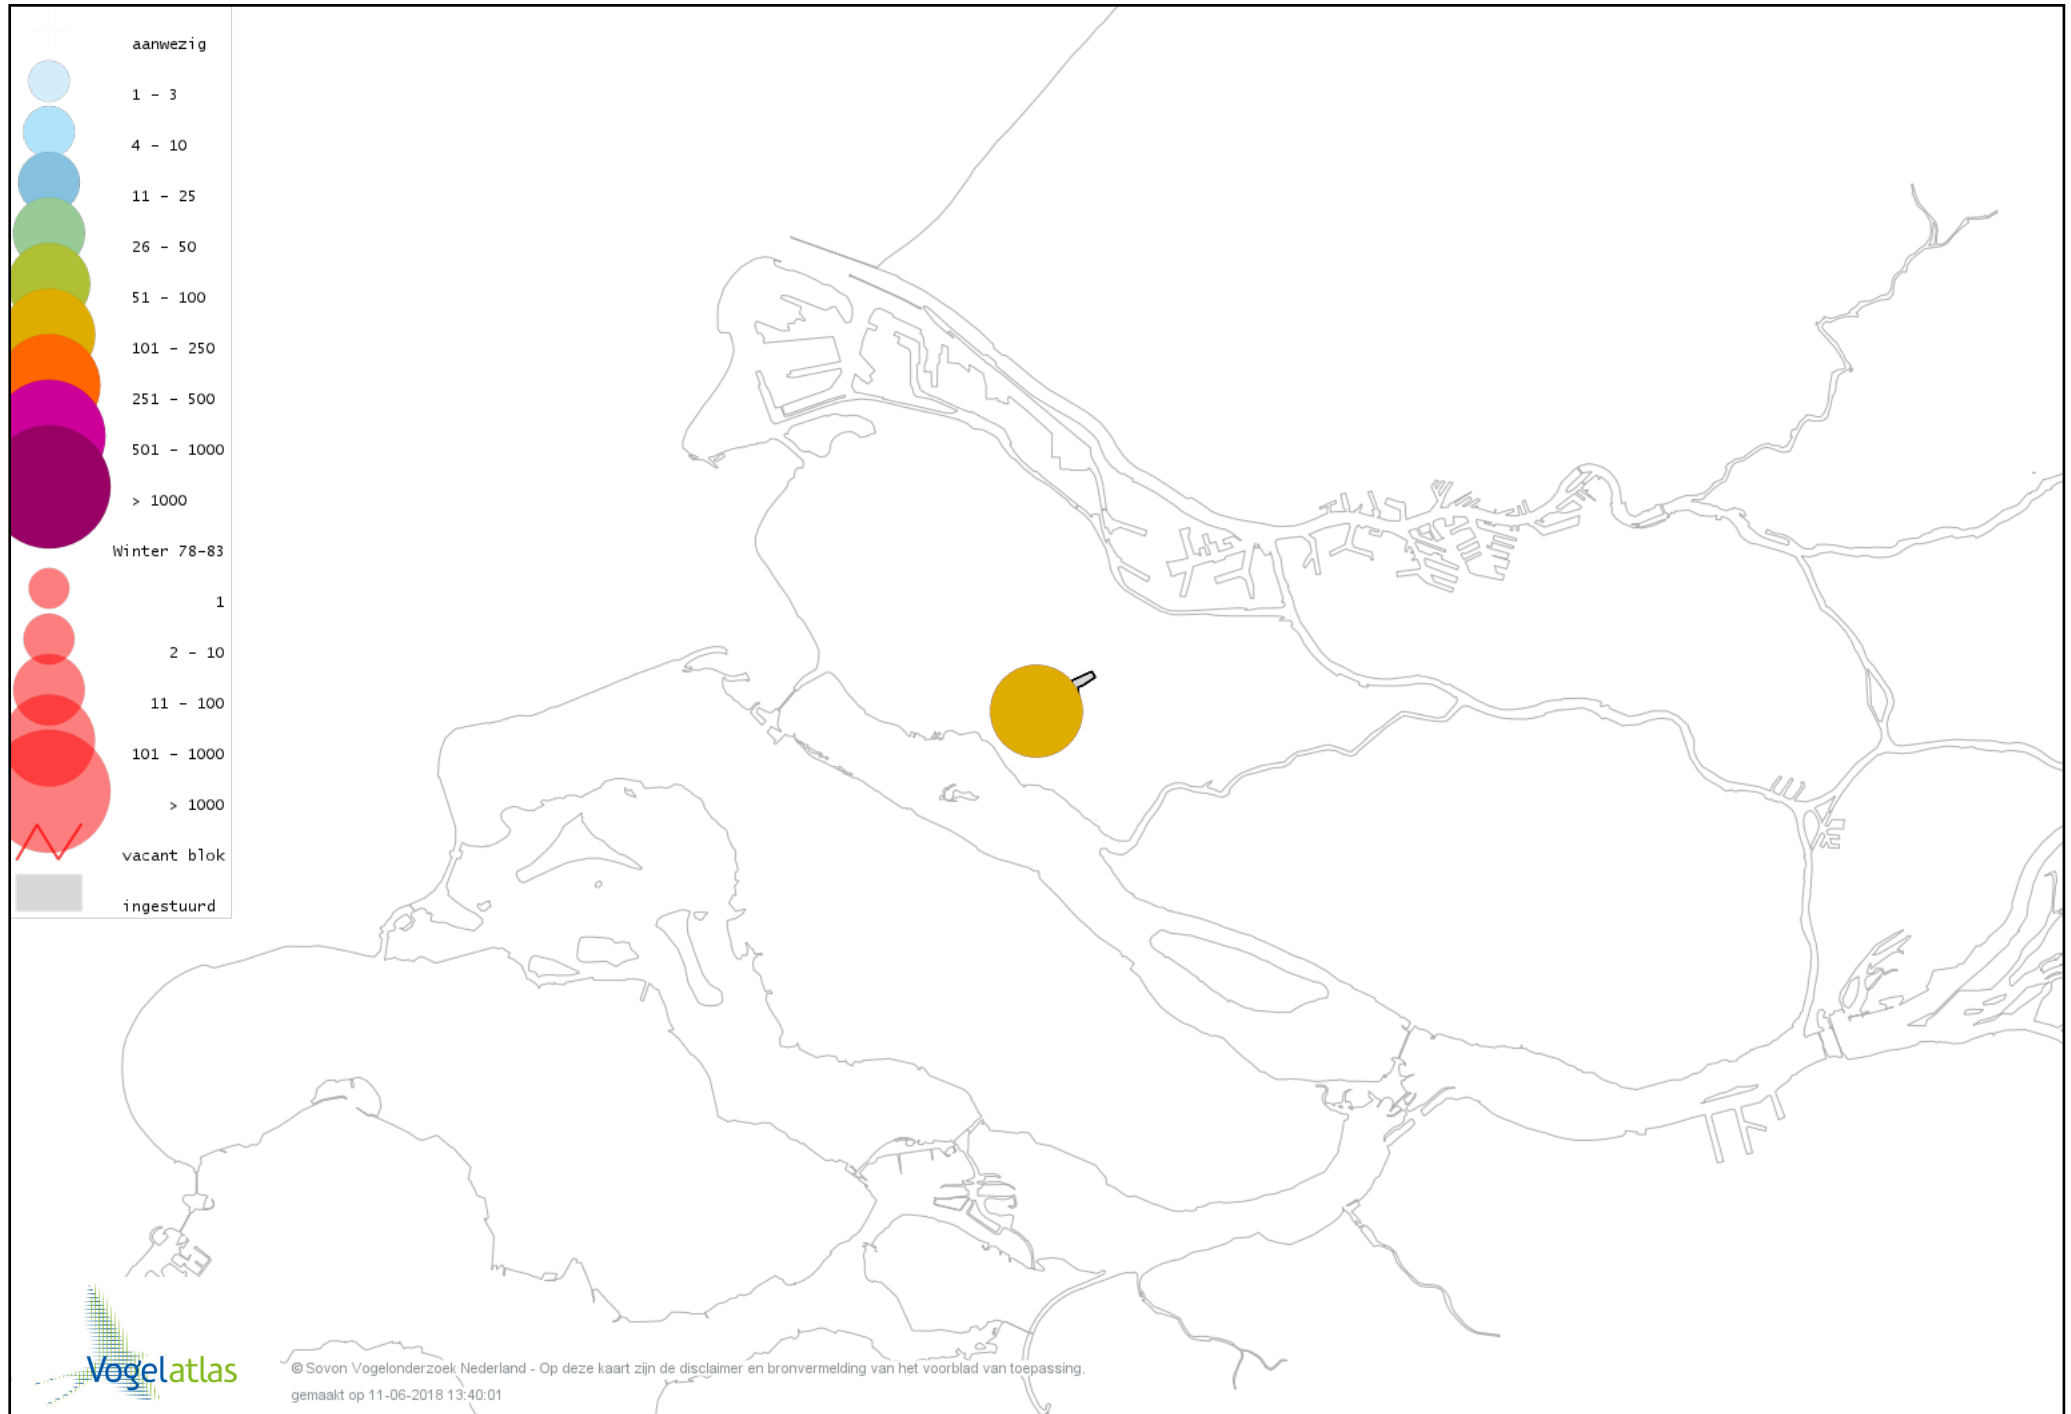 aanwezig
1 - 3
4 - 10
11 - 25
26 - 50
51 - 100
101 - 250
251 - 500
501 - 1000
> 1000
Winter 78-83
1
2 - 10
11 - 100
101 - 1000
> 1000
vacant blok
ingestuurd
Vogelatlas
© Sovon Vogelonderzoek Nederland - Op deze kaart zijn de disclaimer en bronvermelding van het voorblad van toepassing.
gemaakt op 11-06-2018 13:40:01